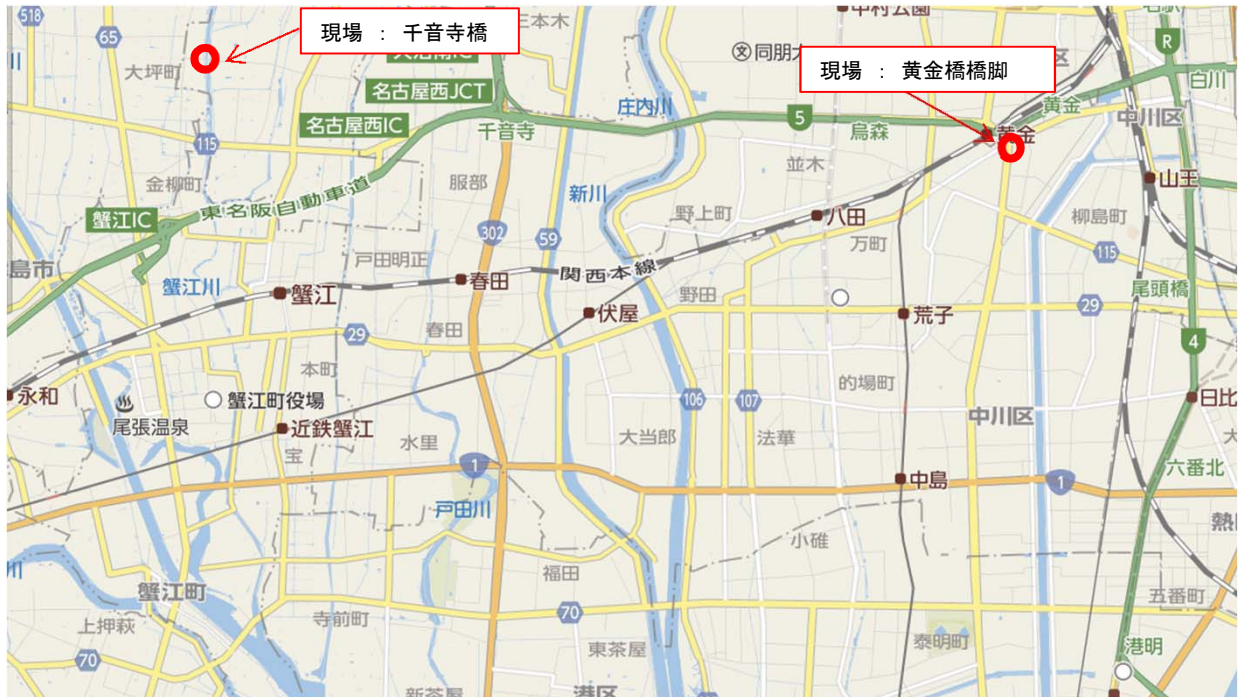 518
三本木
中村公園
65
現場 ： 千音寺橋
R
大坪町
同朋大
現場 ： 黄金橋橋脚
白川
名古屋西JCT
庄内川
黄金
中川区
名古屋西IC
千音寺
5
烏森
黄金
115
並木
山王
金柳町
服部
新川
東名阪自動車道
野上町
八田
柳島町
蟹江IC
302
59
万町
115
戸田明正
関西本線
島市
蟹江川
蟹江
春田
野田
尾頭橋
29
伏屋
荒子
29
春田
4
本町
的場町
永和
蟹江町役場
106
107
日比
尾張温泉
近鉄蟹江
水里
大当郎
法華
中川区
宝
1
中島
1
六番北
戸田川
小碓
福田
蟹江町
70
五番町
上押萩
寺前町
70
東茶屋
泰明町
港明
新茶屋
港区